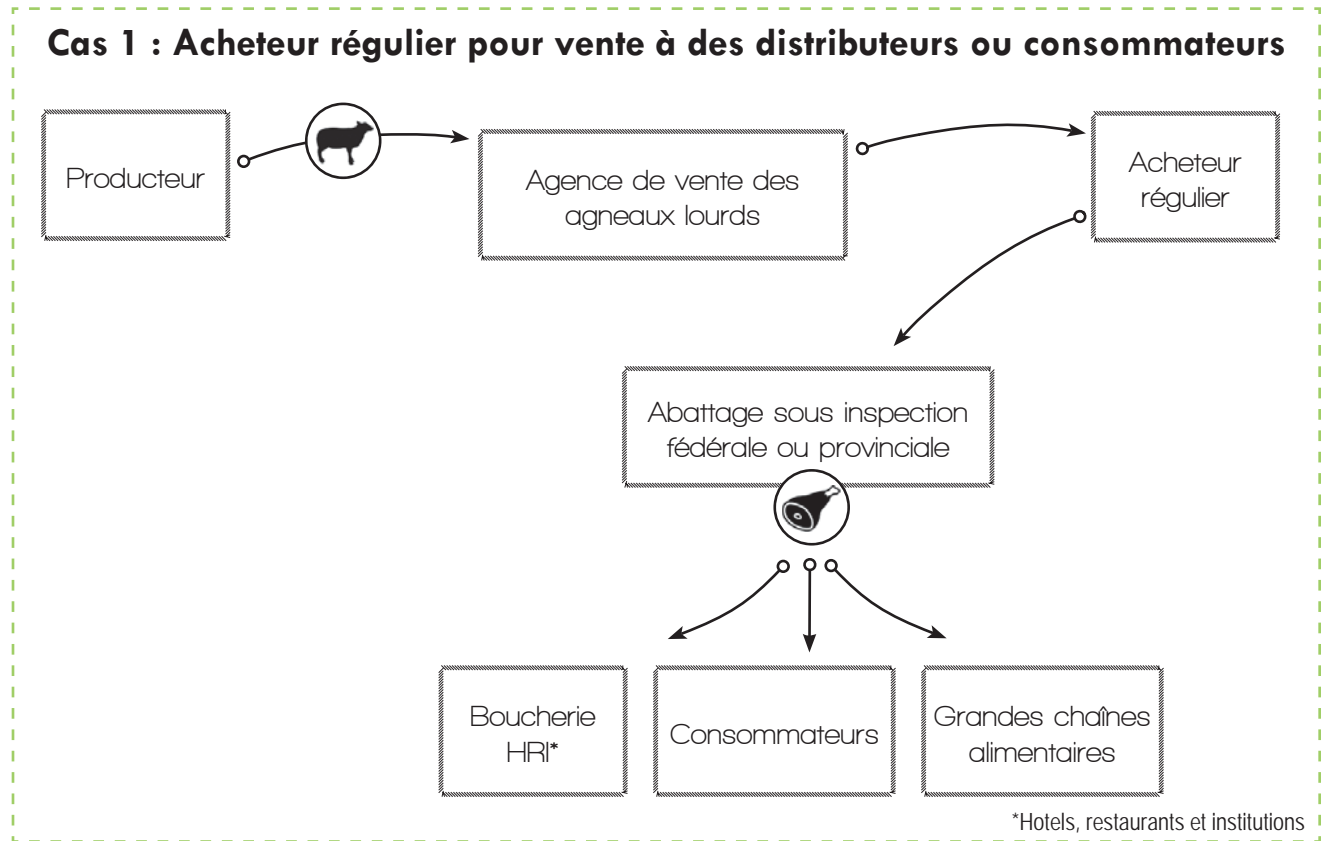 Cas 1 : Acheteur régulier pour vente à des distributeurs ou consommateurs
Producteur
Agence de vente des
agneaux lourds
Acheteur
régulier
Abattage sous inspection
fédérale ou provinciale
Boucherie
HRI*
Consommateurs
Grandes chaînes
alimentaires
*Hotels, restaurants et institutions